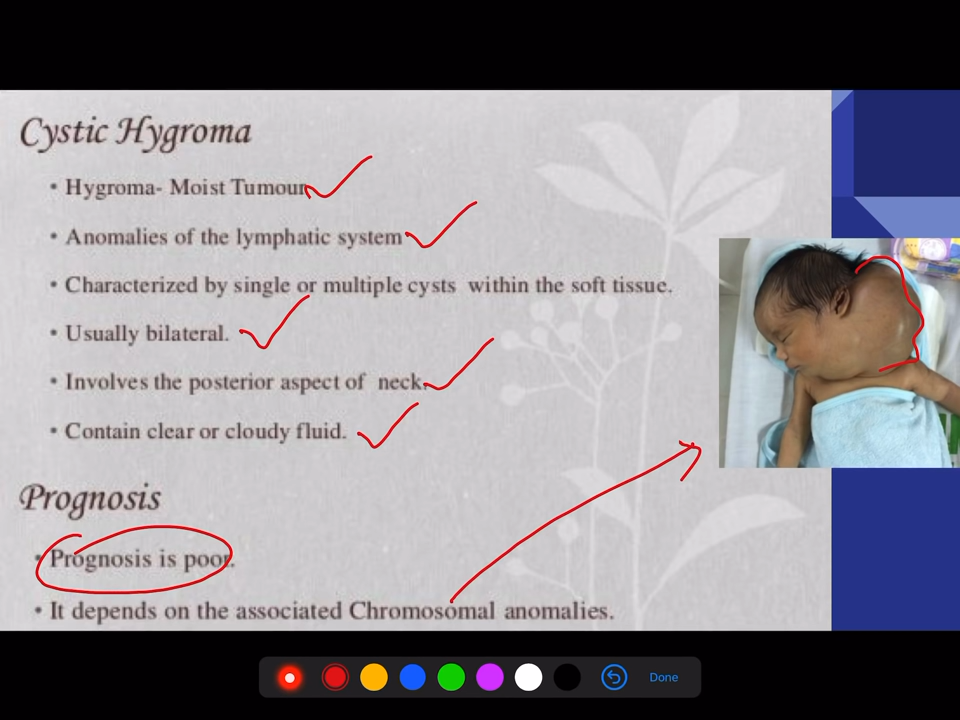 Cystic Hygroma
• Hygroma- Moist Tumour
• Anomalies of the lymphatic system
• Characterized by single or multiple cysts within the soft tissue.
• Usually bilateral.
• Involves the posterior aspect of neck.
• Contain clear or cloudy fluid.
Prognosis
• Prognosis is poor.
• It depends on the associated Chromosomal anomalies.
Done